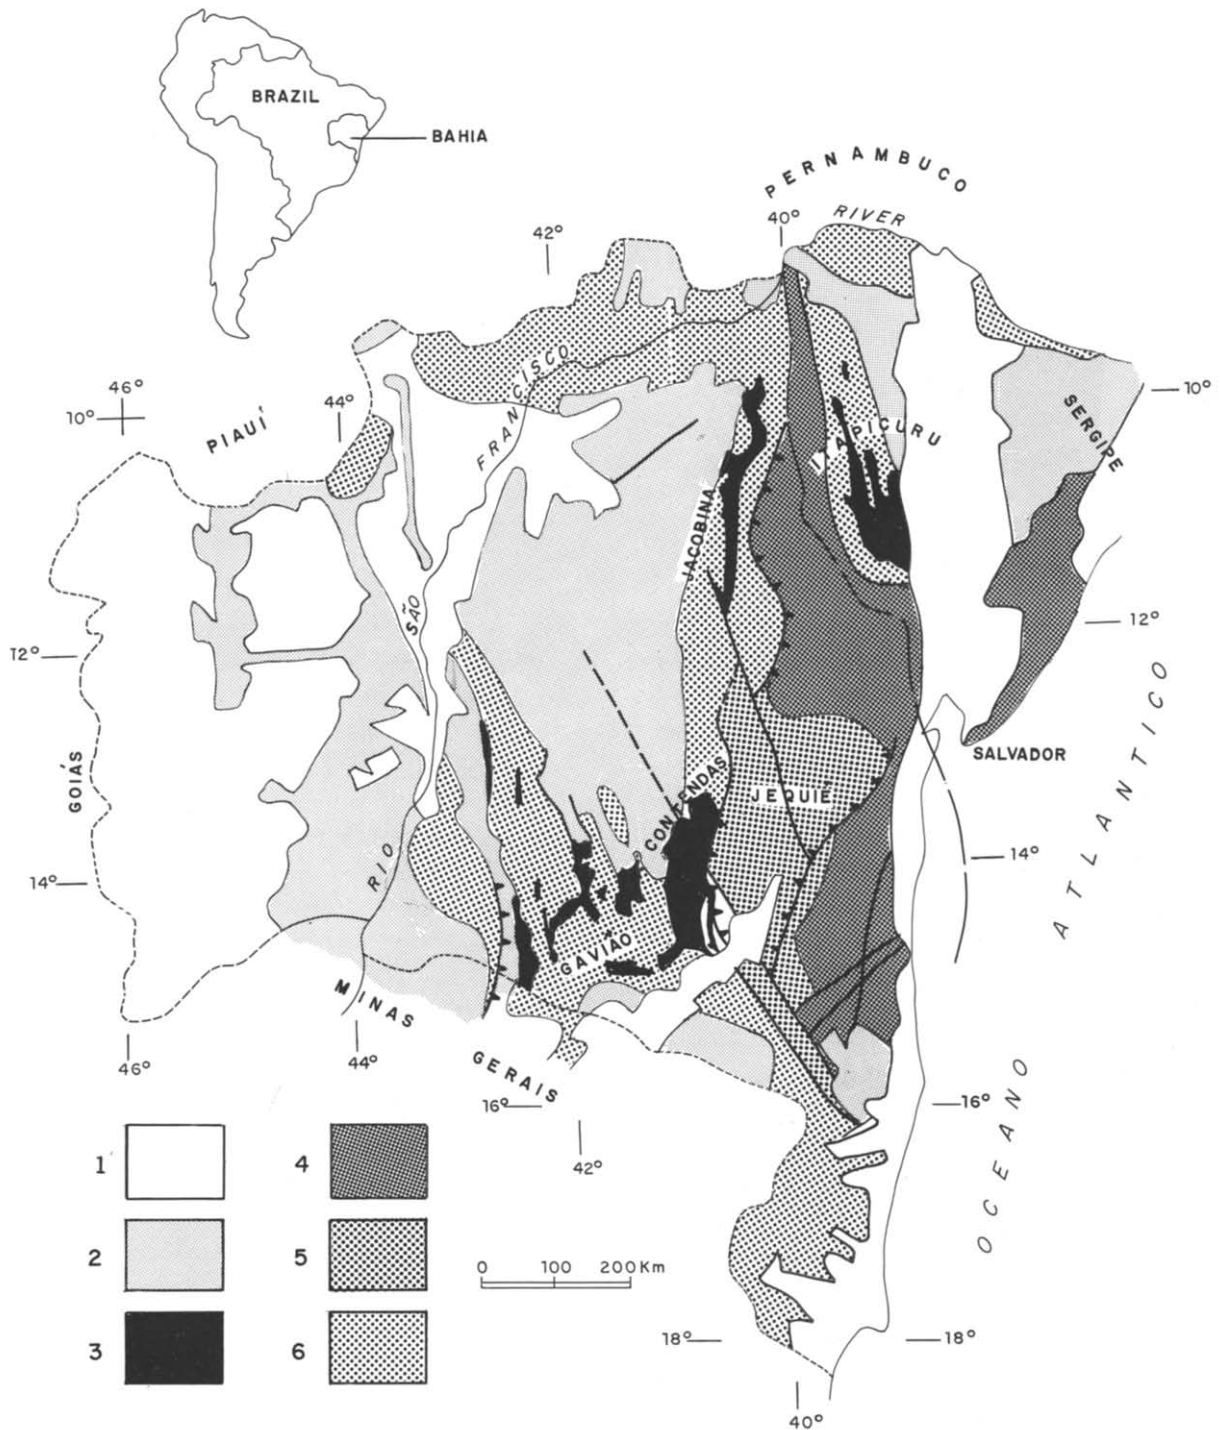 BRAZIL
BAHIA
PERNAMBUCO
RIVER
40°
42°
46°
10°
44°
PIAUÍ
FRANCISCO
10°
SERGIPE
ITAPICURU
JACOBINA
SÃO
12°
12°
GOIÁS
SALVADOR
CONTENDAS
JEQUIÉ
OCEANO ATLANTICO
14°
RIO
14°
GAVIÃO
MINAS GERAIS
46°
44°
16°
16°
42°
1
4
2
5
3
6
0 100 200 Km
18°
18°
40°